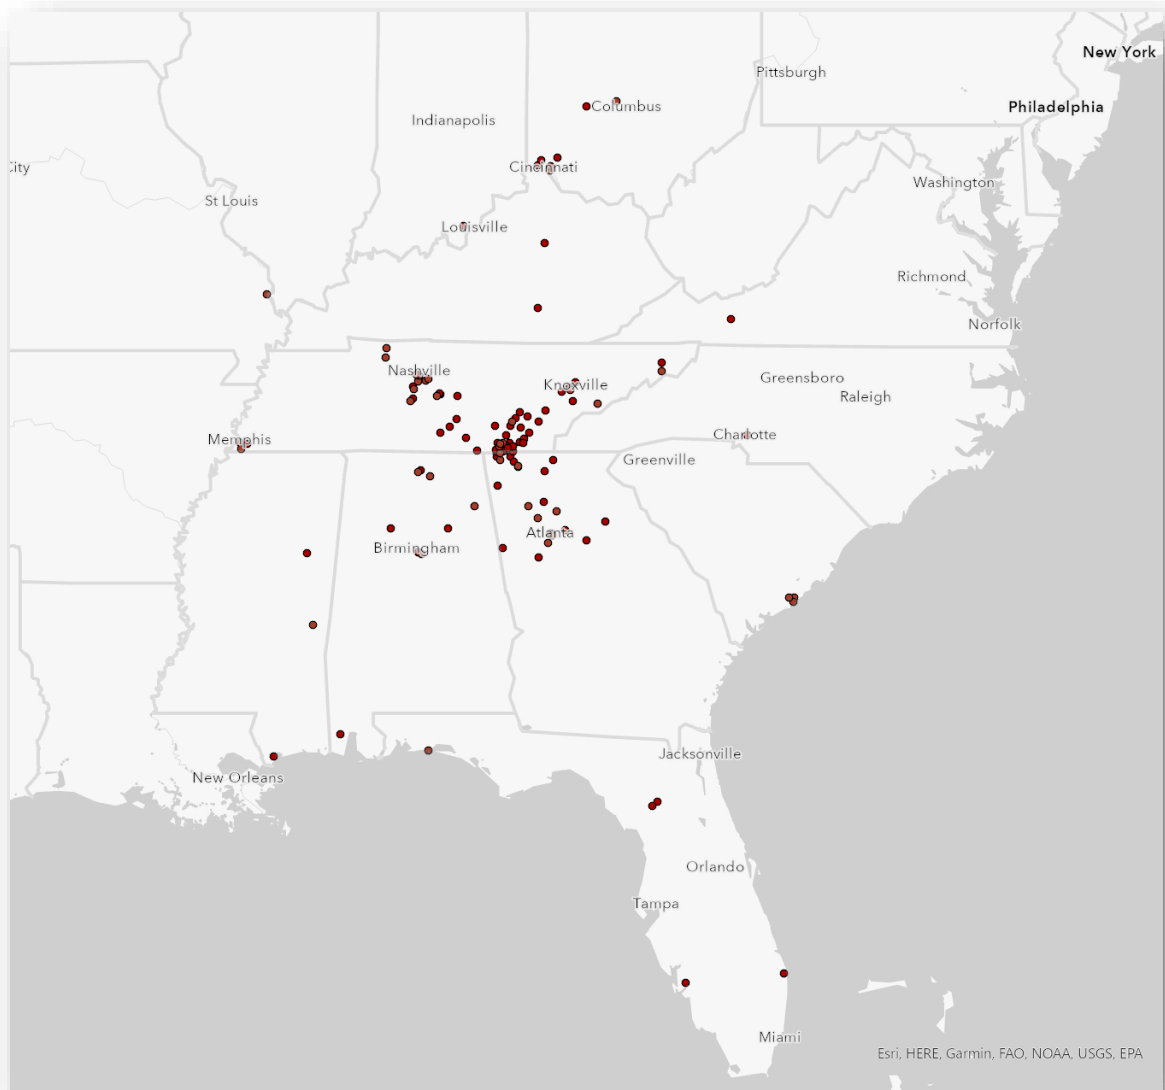 New York
Pittsburgh
Columbus
Philadelphia
Indianapolis
City
Cincinnati
Washington
St Louis
Louisville
Richmond
Norfolk
Nashville
Knoxville
Greensboro
Raleigh
Memphis
Charlotte
Greenville
Atlanta
Birmingham
Jacksonville
New Orleans
Orlando
Tampa
Miami
Esri, HERE, Garmin, FAO, NOAA, USGS, EPA